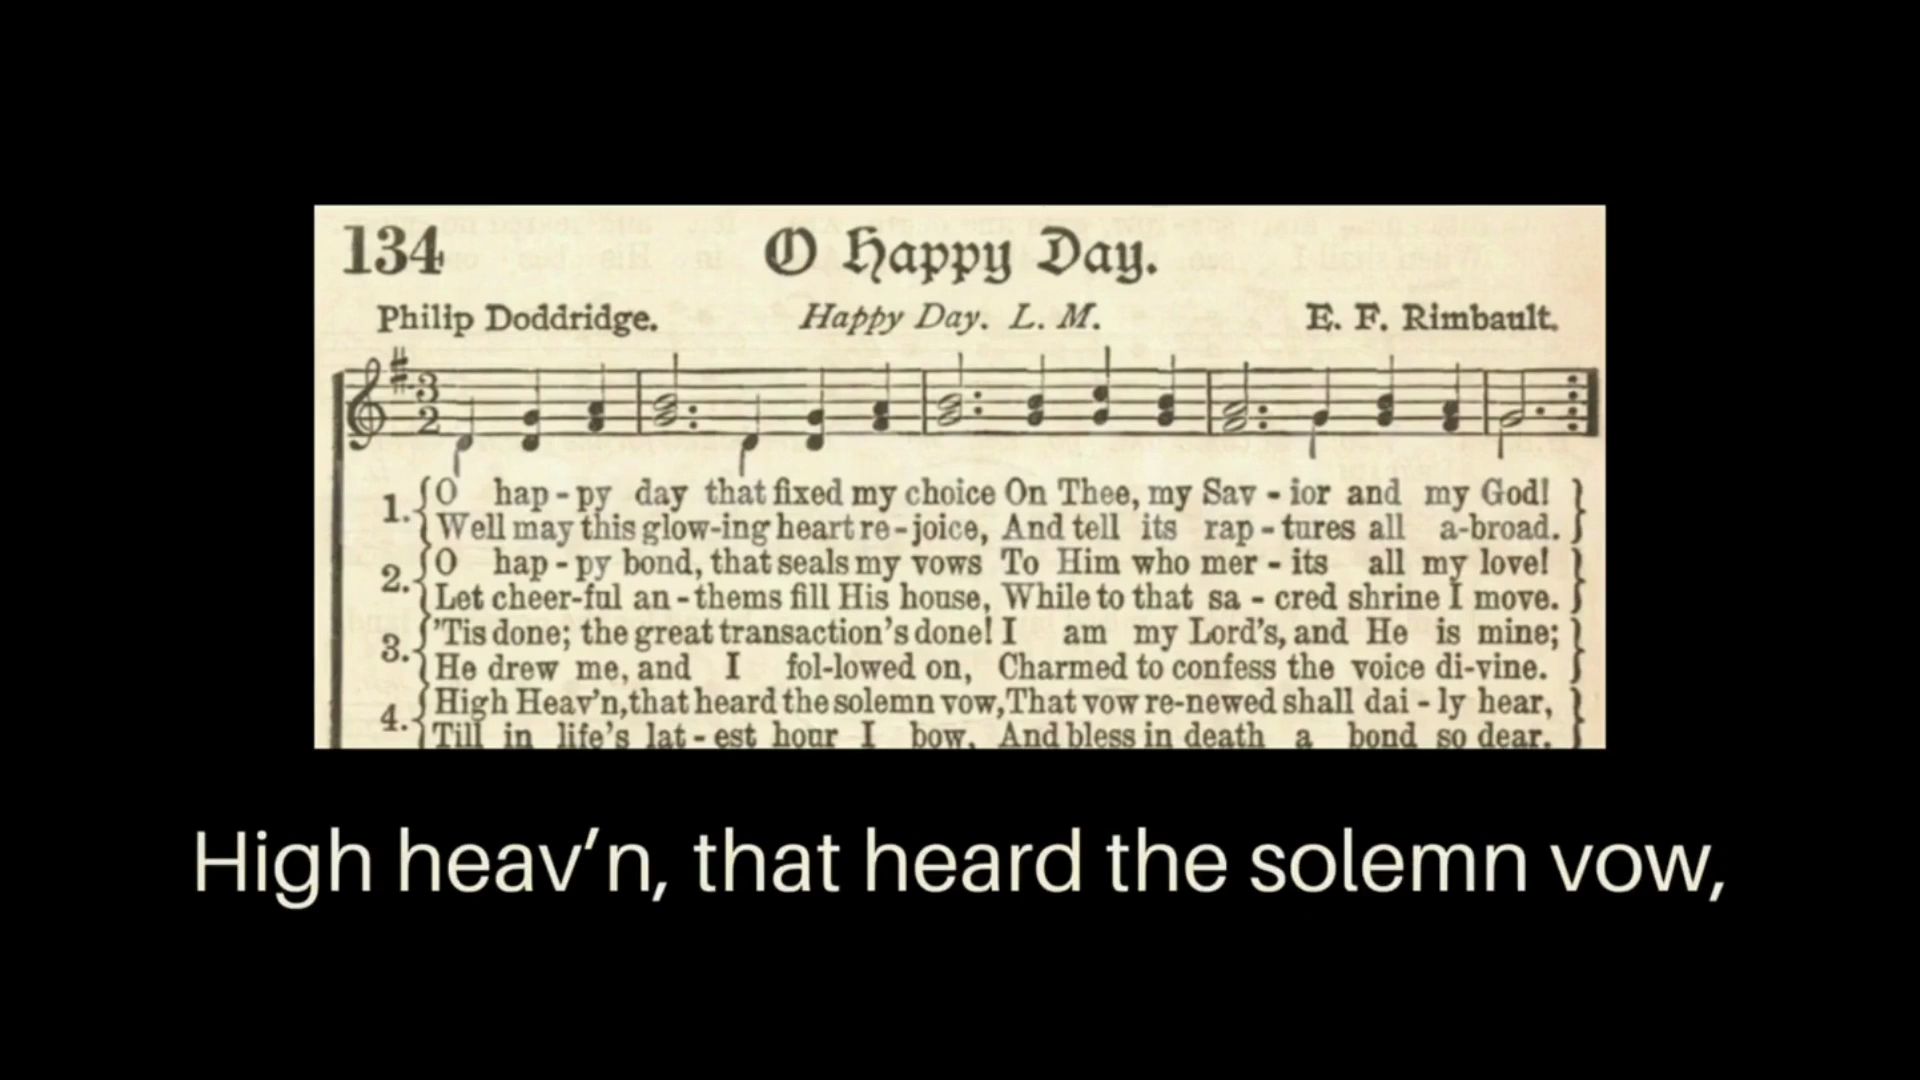 134 O Happy Day.
Philip Doddridge. Happy Day. L. M. E. F. Rimbault.
3
2
1. O hap - py day that fixed my choice On Thee, my Sav - ior and my God!
Well may this glow-ing heart re-joice, And tell its rap - tures all a-broad.
2. O hap - py bond, that seals my vows To Him who mer - its all my love!
Let cheer-ful an-thems fill His house, While to that sa - cred shrine I move.
3. 'Tis done; the great transaction's done! I am my Lord's, and He is mine;
He drew me, and I fol-lowed on, Charmed to confess the voice di-vine.
4. High Heav'n, that heard the solemn vow, That vow re-newed shall dai - ly hear,
Till in life's lat - est hour I bow, And bless in death a bond so dear.
High heav’n, that heard the solemn vow,